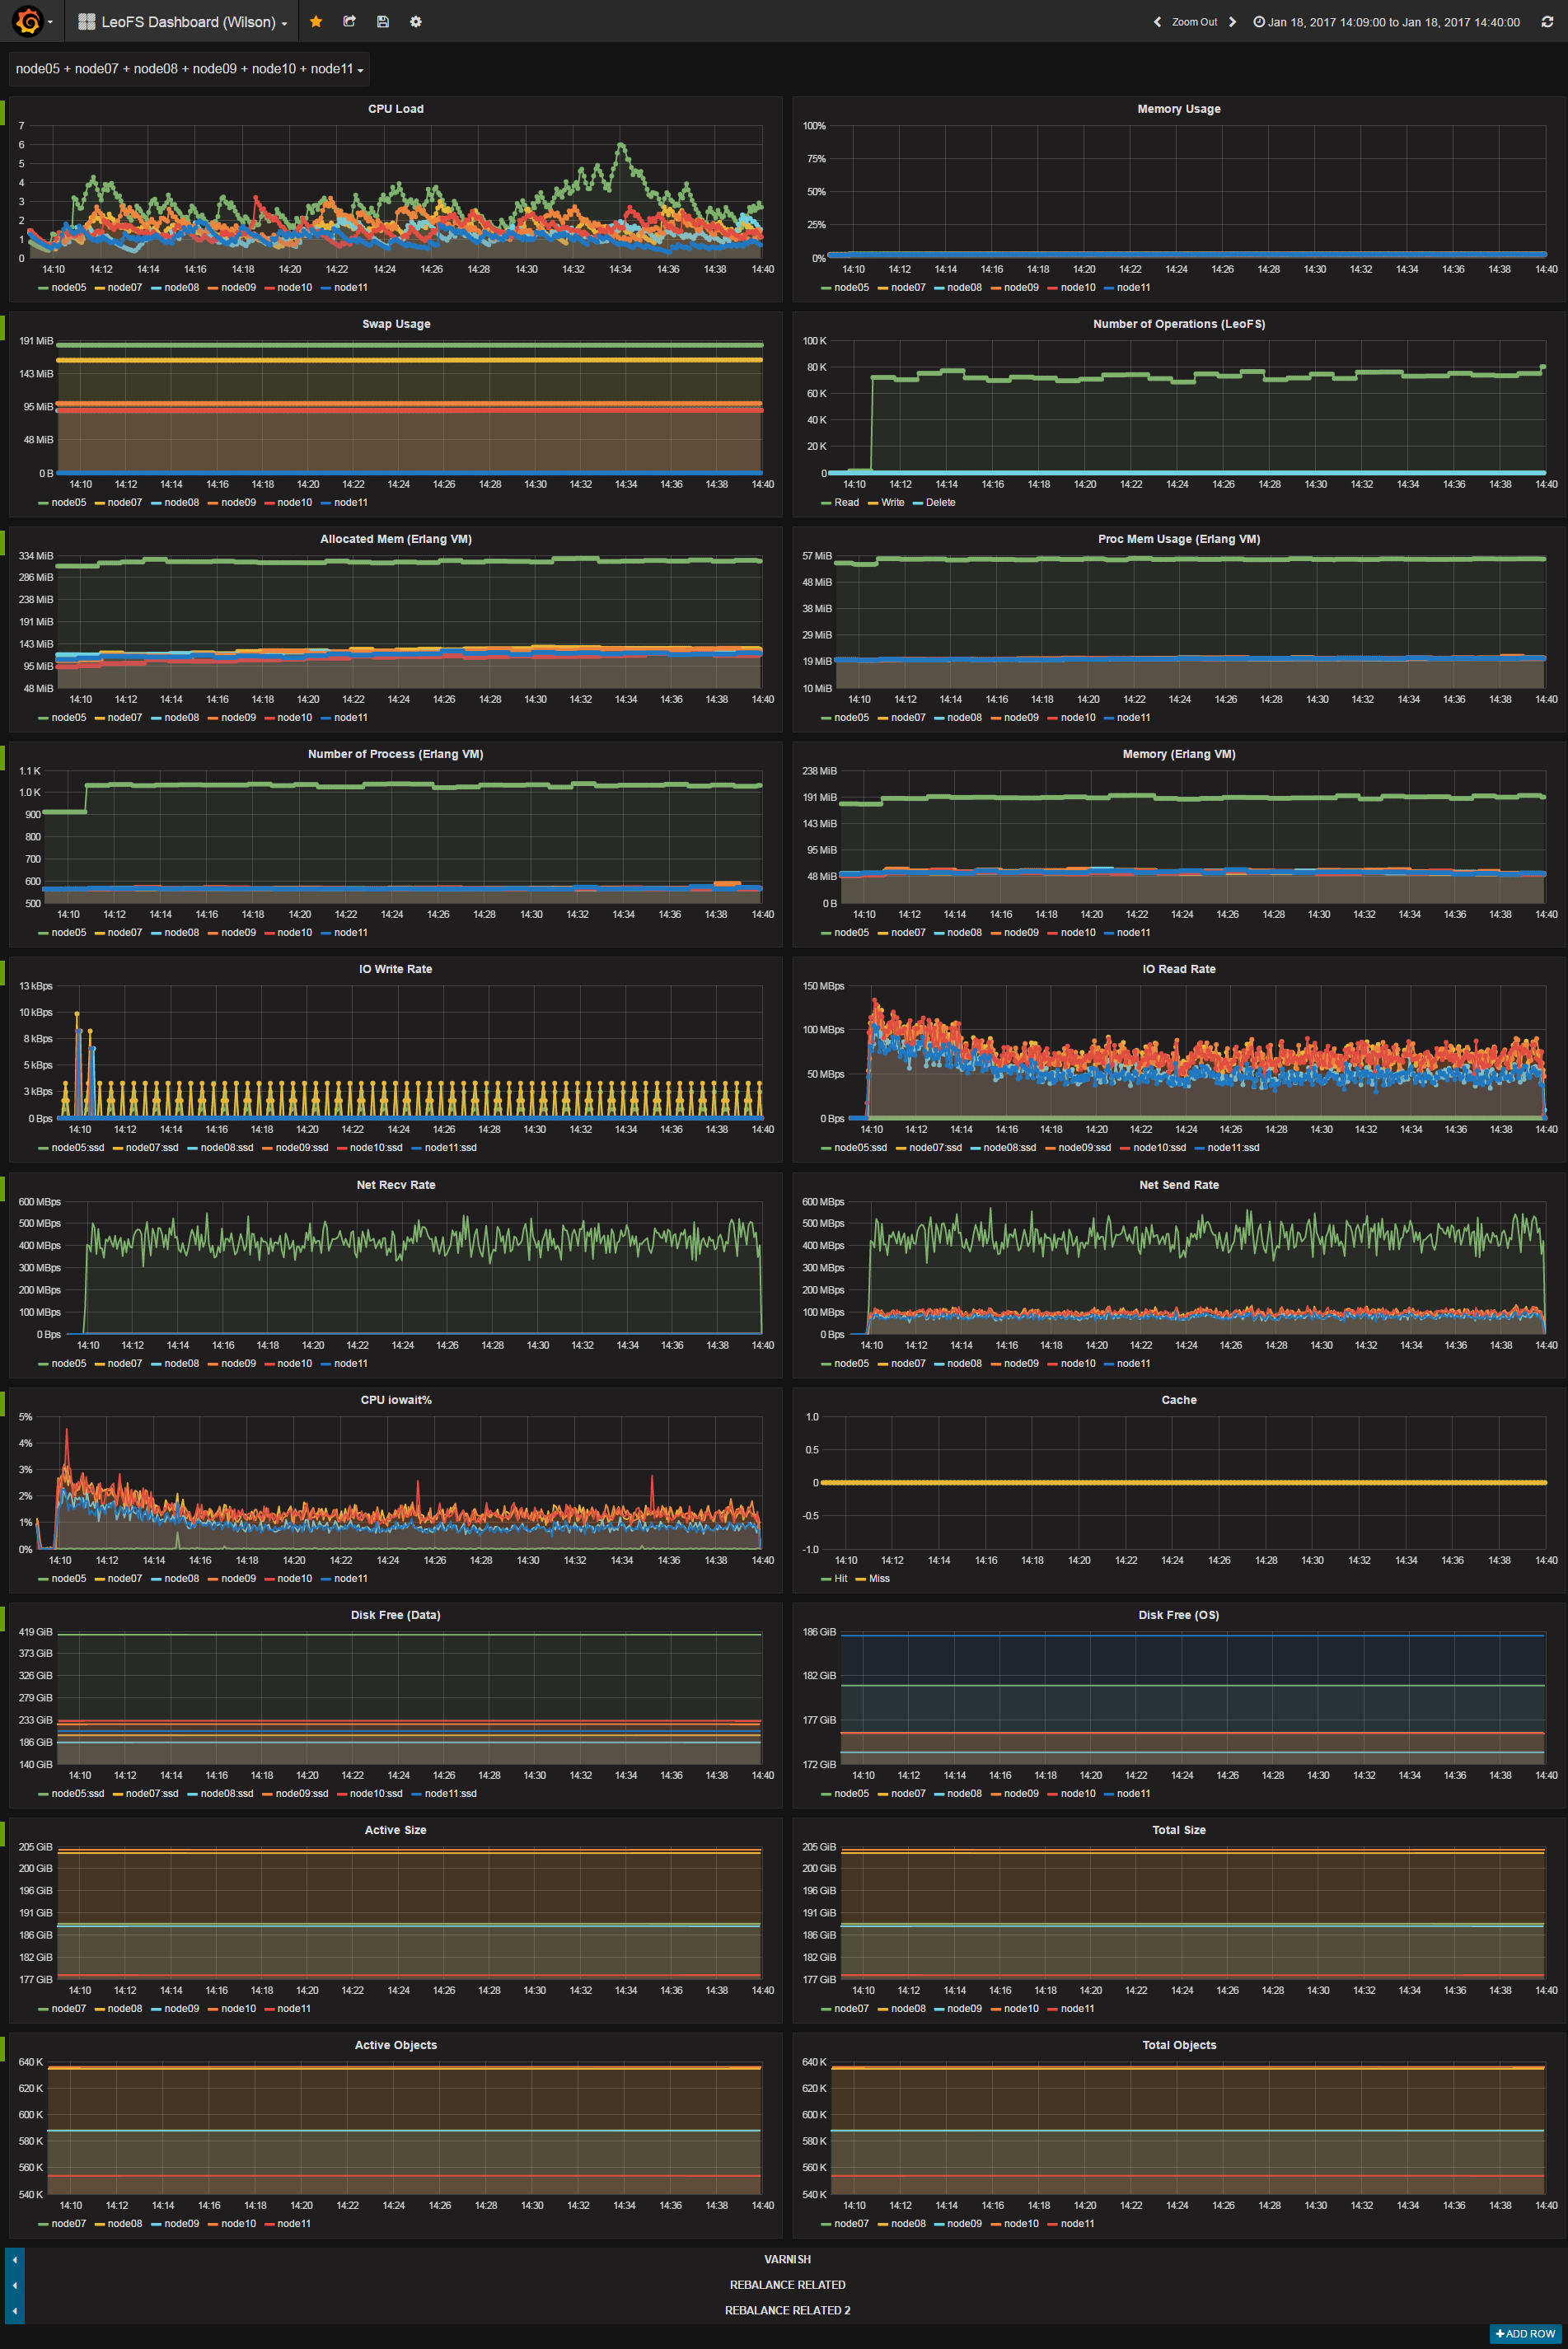 LeoFS Dashboard (Wilson)
Zoom Out
Jan 18, 2017 14:09:00 to Jan 18, 2017 14:40:00
node05 + node07 + node08 + node09 + node10 + node11
CPU Load
7
6
5
4
3
2
1
0
14:10 14:12 14:14 14:16 14:18 14:20 14:22 14:24 14:26 14:28 14:30 14:32 14:34 14:36 14:38 14:40
node05 node07 node08 node09 node10 node11
Memory Usage
100%
75%
50%
25%
0%
14:10 14:12 14:14 14:16 14:18 14:20 14:22 14:24 14:26 14:28 14:30 14:32 14:34 14:36 14:38 14:40
node05 node07 node08 node09 node10 node11
Swap Usage
191 MiB
143 MiB
95 MiB
48 MiB
0 B
14:10 14:12 14:14 14:16 14:18 14:20 14:22 14:24 14:26 14:28 14:30 14:32 14:34 14:36 14:38 14:40
node05 node07 node08 node09 node10 node11
Number of Operations (LeoFS)
100 K
80 K
60 K
40 K
20 K
0
14:10 14:12 14:14 14:16 14:18 14:20 14:22 14:24 14:26 14:28 14:30 14:32 14:34 14:36 14:38 14:40
Read Write Delete
Allocated Mem (Erlang VM)
334 MiB
286 MiB
238 MiB
191 MiB
143 MiB
95 MiB
48 MiB
14:10 14:12 14:14 14:16 14:18 14:20 14:22 14:24 14:26 14:28 14:30 14:32 14:34 14:36 14:38 14:40
node05 node07 node08 node09 node10 node11
Proc Mem Usage (Erlang VM)
57 MiB
48 MiB
38 MiB
29 MiB
19 MiB
10 MiB
14:10 14:12 14:14 14:16 14:18 14:20 14:22 14:24 14:26 14:28 14:30 14:32 14:34 14:36 14:38 14:40
node05 node07 node08 node09 node10 node11
Number of Process (Erlang VM)
1.1 K
1.0 K
900
800
700
600
500
14:10 14:12 14:14 14:16 14:18 14:20 14:22 14:24 14:26 14:28 14:30 14:32 14:34 14:36 14:38 14:40
node05 node07 node08 node09 node10 node11
Memory (Erlang VM)
238 MiB
191 MiB
143 MiB
95 MiB
48 MiB
0 B
14:10 14:12 14:14 14:16 14:18 14:20 14:22 14:24 14:26 14:28 14:30 14:32 14:34 14:36 14:38 14:40
node05 node07 node08 node09 node10 node11
IO Write Rate
13 kBps
10 kBps
8 kBps
5 kBps
3 kBps
0 Bps
14:10 14:12 14:14 14:16 14:18 14:20 14:22 14:24 14:26 14:28 14:30 14:32 14:34 14:36 14:38 14:40
node05:ssd node07:ssd node08:ssd node09:ssd node10:ssd node11:ssd
IO Read Rate
150 MBps
100 MBps
50 MBps
0 Bps
14:10 14:12 14:14 14:16 14:18 14:20 14:22 14:24 14:26 14:28 14:30 14:32 14:34 14:36 14:38 14:40
node05:ssd node07:ssd node08:ssd node09:ssd node10:ssd node11:ssd
Net Recv Rate
600 MBps
500 MBps
400 MBps
300 MBps
200 MBps
100 MBps
0 Bps
14:10 14:12 14:14 14:16 14:18 14:20 14:22 14:24 14:26 14:28 14:30 14:32 14:34 14:36 14:38 14:40
node05 node07 node08 node09 node10 node11
Net Send Rate
600 MBps
500 MBps
400 MBps
300 MBps
200 MBps
100 MBps
0 Bps
14:10 14:12 14:14 14:16 14:18 14:20 14:22 14:24 14:26 14:28 14:30 14:32 14:34 14:36 14:38 14:40
node05 node07 node08 node09 node10 node11
CPU iowait%
5%
4%
3%
2%
1%
0%
14:10 14:12 14:14 14:16 14:18 14:20 14:22 14:24 14:26 14:28 14:30 14:32 14:34 14:36 14:38 14:40
node05 node07 node08 node09 node10 node11
Cache
1.0
0.5
0
-0.5
-1.0
14:10 14:12 14:14 14:16 14:18 14:20 14:22 14:24 14:26 14:28 14:30 14:32 14:34 14:36 14:38 14:40
Hit Miss
Disk Free (Data)
419 GiB
373 GiB
326 GiB
279 GiB
233 GiB
186 GiB
140 GiB
14:10 14:12 14:14 14:16 14:18 14:20 14:22 14:24 14:26 14:28 14:30 14:32 14:34 14:36 14:38 14:40
node05:ssd node07:ssd node08:ssd node09:ssd node10:ssd node11:ssd
Disk Free (OS)
186 GiB
182 GiB
177 GiB
172 GiB
14:10 14:12 14:14 14:16 14:18 14:20 14:22 14:24 14:26 14:28 14:30 14:32 14:34 14:36 14:38 14:40
node05 node07 node08 node09 node10 node11
Active Size
205 GiB
200 GiB
196 GiB
191 GiB
186 GiB
182 GiB
177 GiB
14:10 14:12 14:14 14:16 14:18 14:20 14:22 14:24 14:26 14:28 14:30 14:32 14:34 14:36 14:38 14:40
node07 node08 node09 node10 node11
Total Size
205 GiB
200 GiB
196 GiB
191 GiB
186 GiB
182 GiB
177 GiB
14:10 14:12 14:14 14:16 14:18 14:20 14:22 14:24 14:26 14:28 14:30 14:32 14:34 14:36 14:38 14:40
node07 node08 node09 node10 node11
Active Objects
640 K
620 K
600 K
580 K
560 K
540 K
14:10 14:12 14:14 14:16 14:18 14:20 14:22 14:24 14:26 14:28 14:30 14:32 14:34 14:36 14:38 14:40
node07 node08 node09 node10 node11
Total Objects
640 K
620 K
600 K
580 K
560 K
540 K
14:10 14:12 14:14 14:16 14:18 14:20 14:22 14:24 14:26 14:28 14:30 14:32 14:34 14:36 14:38 14:40
node07 node08 node09 node10 node11
VARNISH
REBALANCE RELATED
REBALANCE RELATED 2
+ ADD ROW